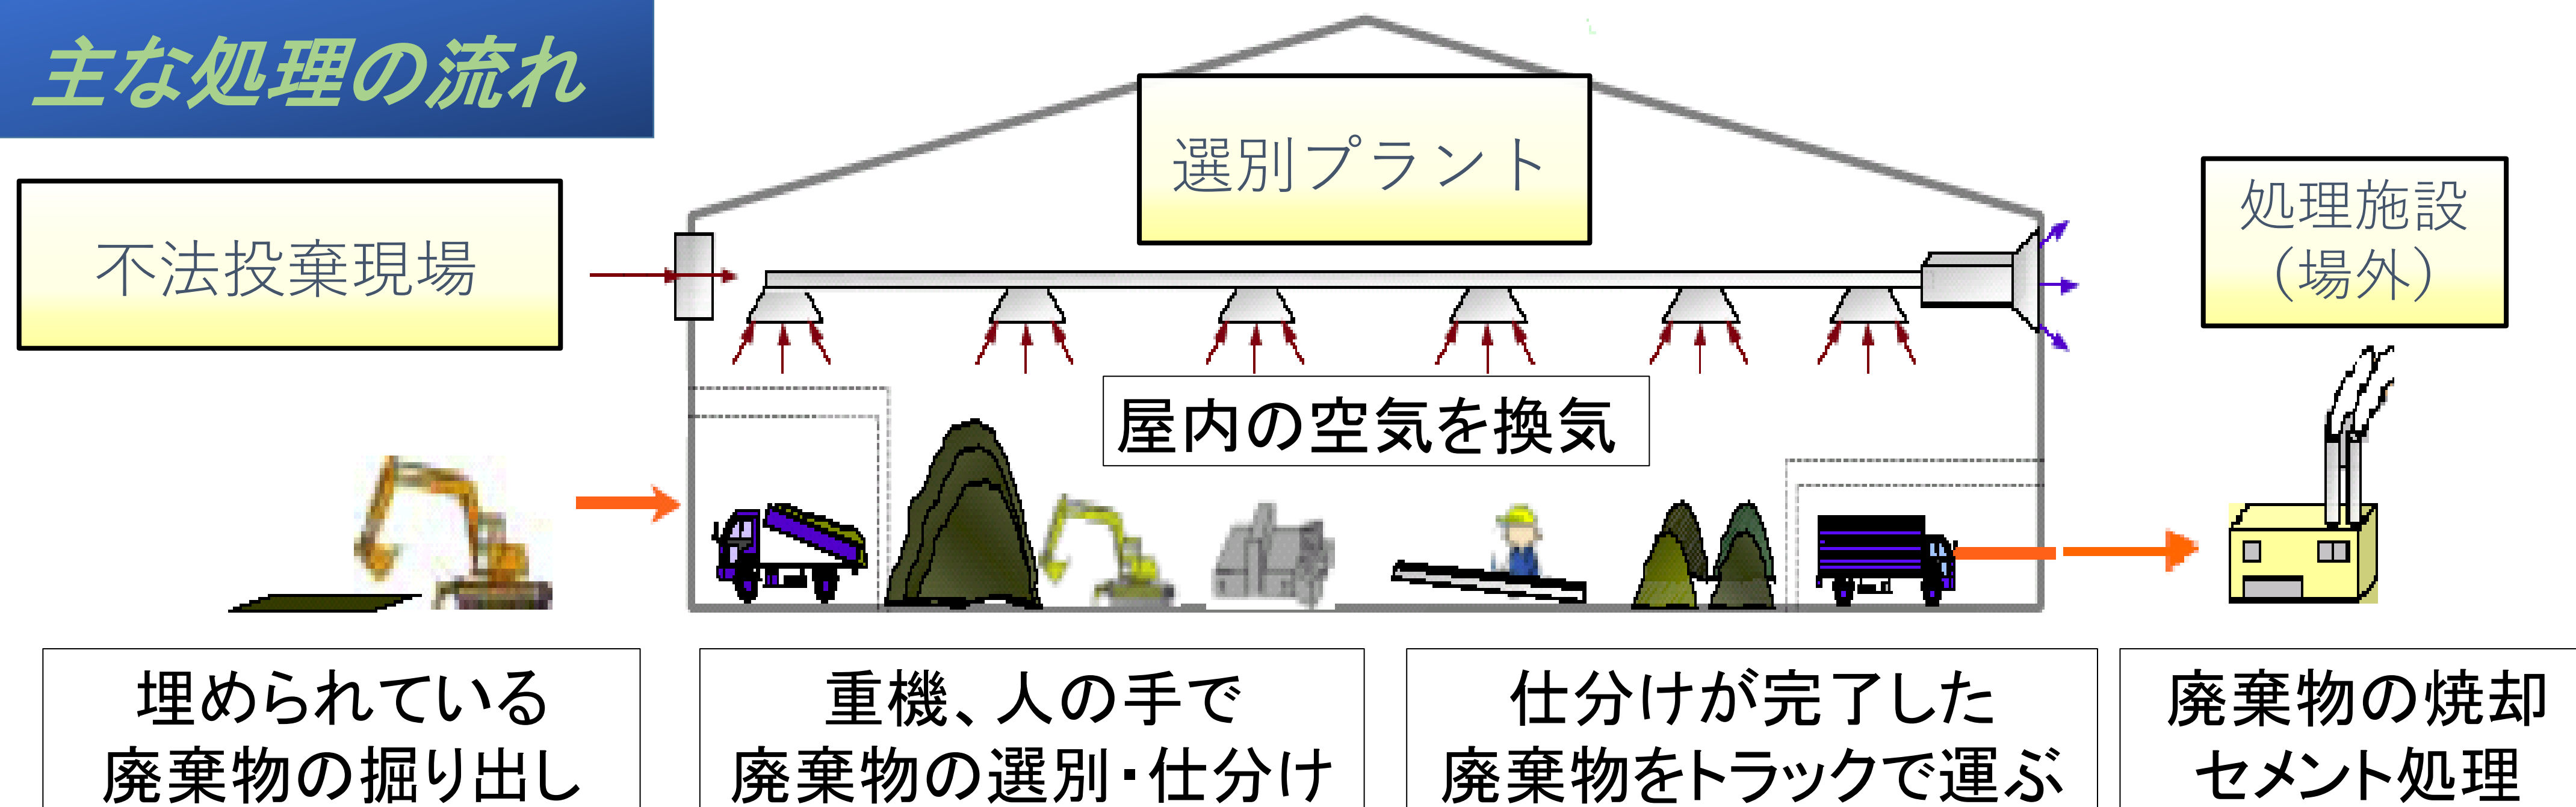 主な処理の流れ
不法投棄現場
選別プラント
処理施設
（場外）
屋内の空気を換気
埋められている
廃棄物の掘り出し
重機、人の手で
廃棄物の選別・仕分け
仕分けが完了した
廃棄物をトラックで運ぶ
廃棄物の焼却
セメント処理